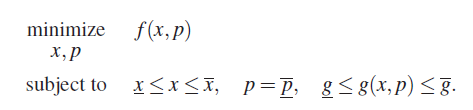 minimize f(x,p)
x,p
subject to x̲ ≤ x ≤ x̅, p = p̅, g̲ ≤ g(x,p) ≤ g̅.